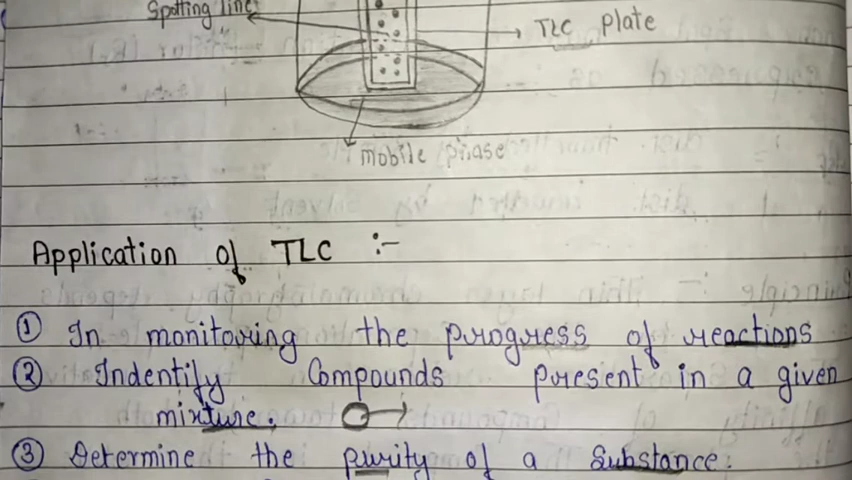 Spotting line
TLC plate
mobile phase
Application of TLC :-
① In monitoring the progress of reactions
② Indentify Compounds present in a given
mixture.
③ Determine the purity of a Substance.